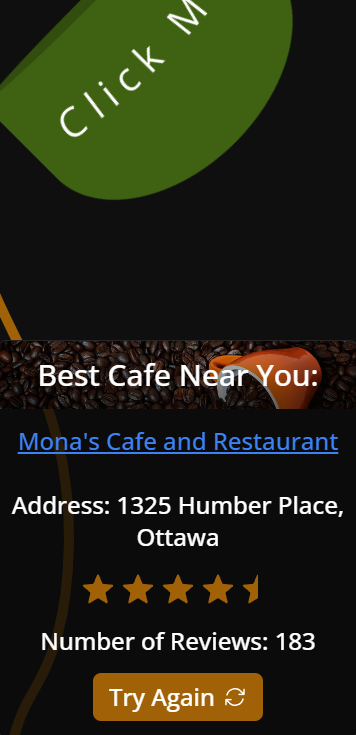 Click M
Best Cafe Near You:
Mona's Cafe and Restaurant
Address: 1325 Humber Place,
Ottawa
Number of Reviews: 183
Try Again